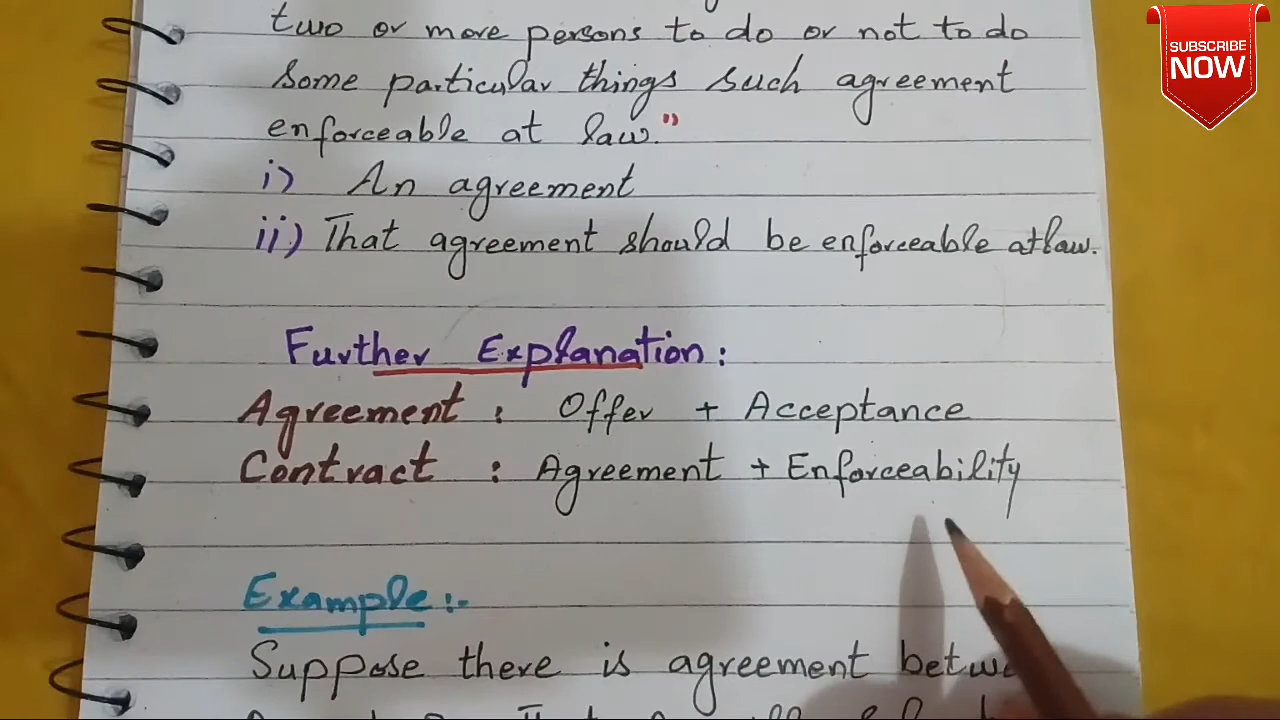 two or more persons to do or not to do
some particular things such agreement
enforceable at law."
i) An agreement
ii) That agreement should be enforceable at law.
Further Explanation:
Agreement : Offer + Acceptance
Contract : Agreement + Enforceability
Example :-
Suppose there is agreement
SUBSCRIBE
NOW